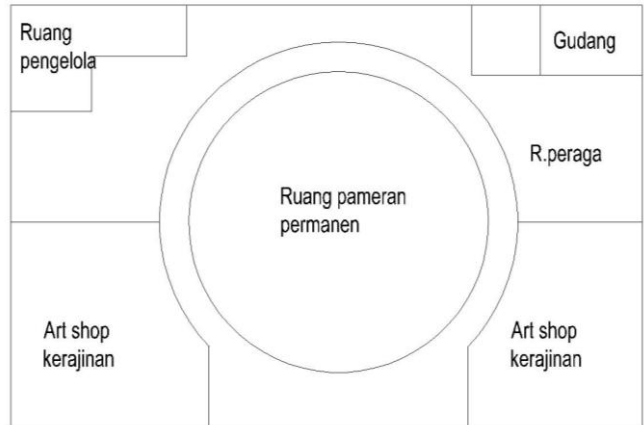 Ruang
pengelola
Gudang
R.peraga
Ruang pameran
permanen
Art shop
kerajinan
Art shop
kerajinan